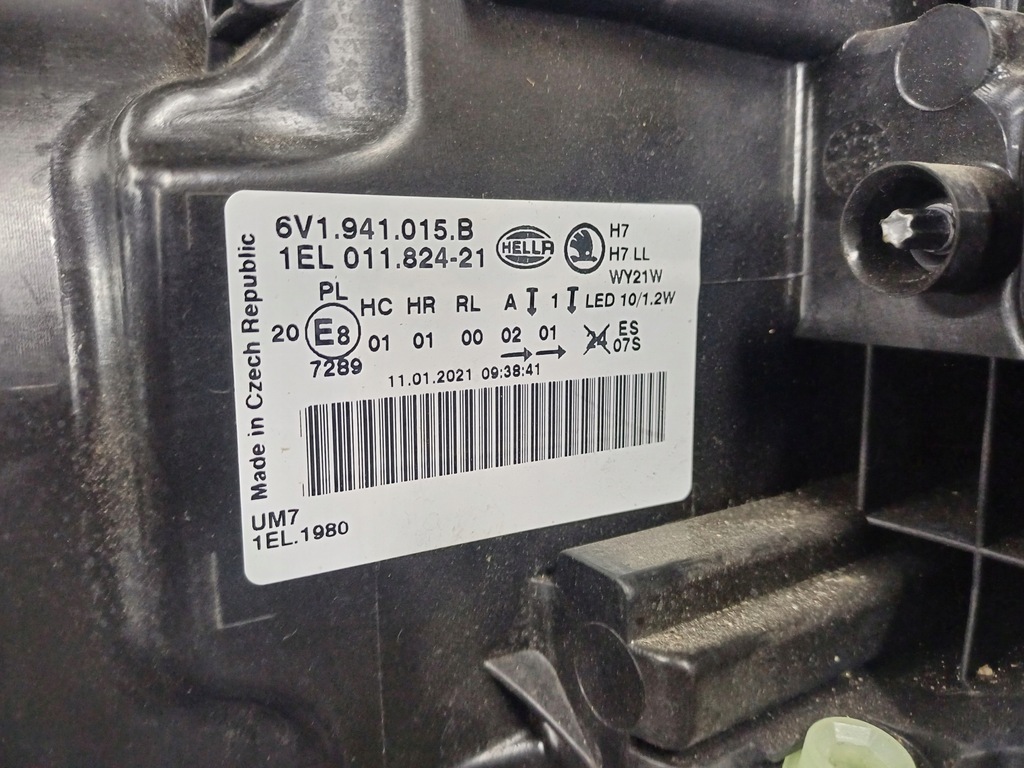 6V1.941.015.B
1EL 011.824-21
HELLA
H7
H7 LL
WY21W
LED 10/1.2W
PL HC HR RL A 1
20 E8 01 01 00 02 01 24 ES
07S
7289
11.01.2021 09:38:41
Made in Czech Republic
UM7
1EL.1980